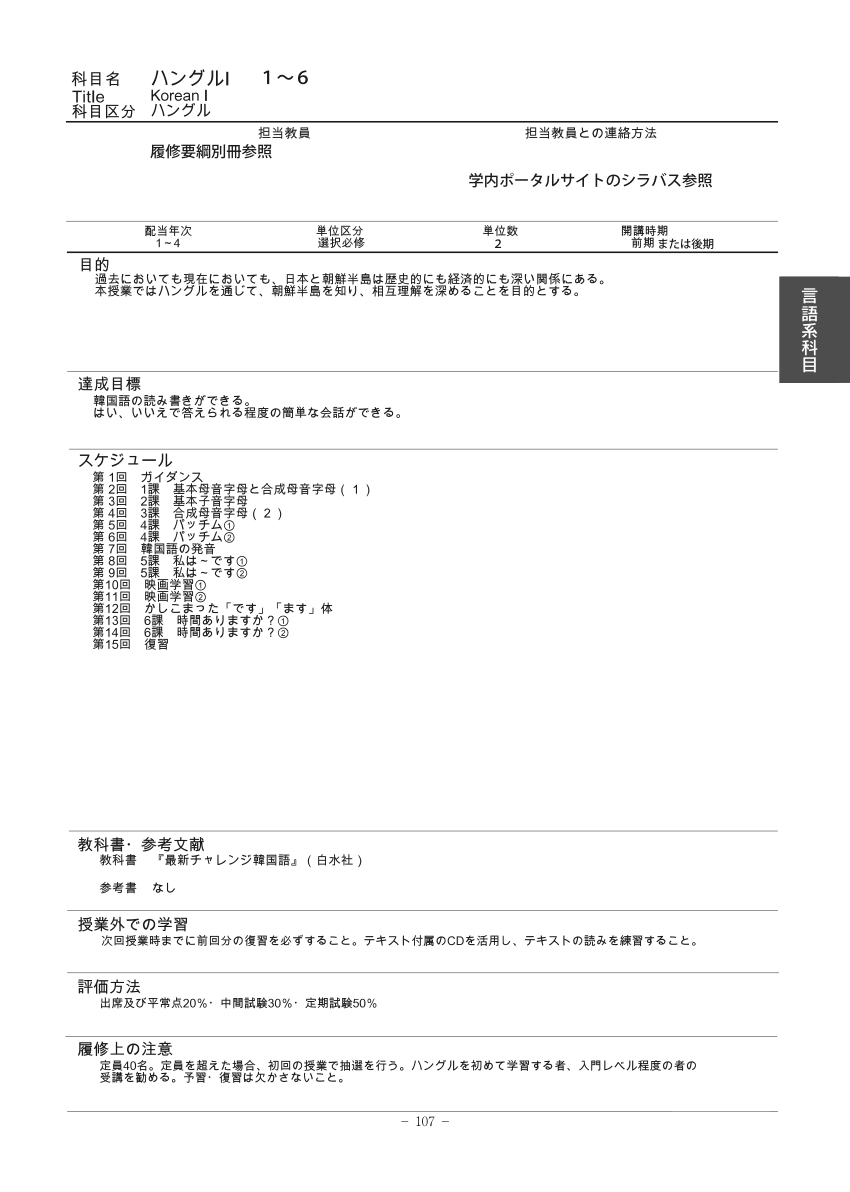 科目名 ハングルI 1～6
Title Korean I
科目区分 ハングル
担当教員 担当教員との連絡方法
履修要綱別冊参照
学内ポータルサイトのシラバス参照
配当年次 単位区分 単位数 開講時期
1~4 選択必修 2 前期 または後期
目的
過去においても現在においても、日本と朝鮮半島は歴史的にも経済的にも深い関係にある。
本授業ではハングルを通じて、朝鮮半島を知り、相互理解を深めることを目的とする。
言語系科目
達成目標
韓国語の読み書きができる。
はい、いいえで答えられる程度の簡単な会話ができる。
スケジュール
第 1回 ガイダンス
第 2回 1課 基本母音字母と合成母音字母(1)
第 3回 2課 基本子音字母
第 4回 3課 合成母音字母(2)
第 5回 4課 パッチム①
第 6回 4課 パッチム②
第 7回 韓国語の発音
第 8回 5課 私は~です①
第 9回 5課 私は~です②
第10回 映画学習①
第11回 映画学習②
第12回 かしこまった「です」「ます」体
第13回 6課 時間ありますか?①
第14回 6課 時間ありますか?②
第15回 復習
教科書・参考文献
教科書 『最新チャレンジ韓国語』(白水社)
参考書 なし
授業外での学習
次回授業時までに前回分の復習を必ずすること。テキスト付属のCDを活用し、テキストの読みを練習すること。
評価方法
出席及び平常点20%・中間試験30%・定期試験50%
履修上の注意
定員40名。定員を超えた場合、初回の授業で抽選を行う。ハングルを初めて学習する者、入門レベル程度の者の
受講を勧める。予習・復習は欠かさないこと。
－ 107 －